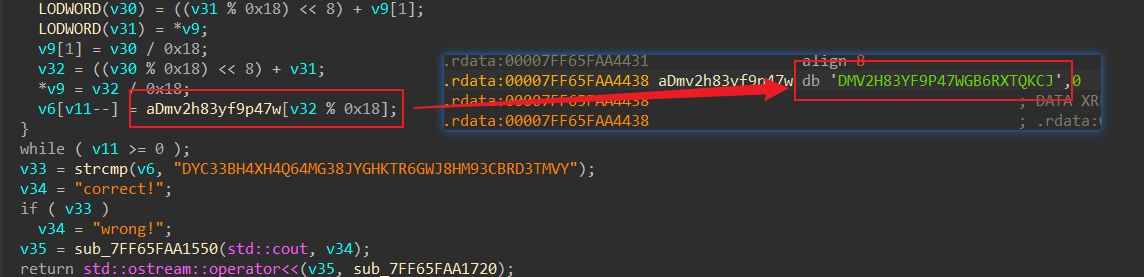 LODWORD(v30) = ((v31 % 0x18) << 8) + v9[1];
LODWORD(v31) = *v9;
v9[1] = v30 / 0x18;
v32 = ((v30 % 0x18) << 8) + v31;
*v9 = v32 / 0x18;
v6[v11--] = aDmv2h83yf9p47w[v32 % 0x18];
}
while ( v11 >= 0 );
v33 = strcmp(v6, "DYC33BH4XH4Q64MG38JYGHKTR6GWJ8HM93CBRD3TMVY");
v34 = "correct!";
if ( v33 )
v34 = "wrong!";
v35 = sub_7FF65FAA1550(std::cout, v34);
return std::ostream::operator<<(v35, sub_7FF65FAA1720);
.rdata:00007FF65FAA4431 align 8
.rdata:00007FF65FAA4438 aDmv2h83yf9p47w db 'DMV2H83YF9P47WGB6RXTQKCJ',0
.rdata:00007FF65FAA4438 ; DATA XR
.rdata:00007FF65FAA4438 ; .rdata: